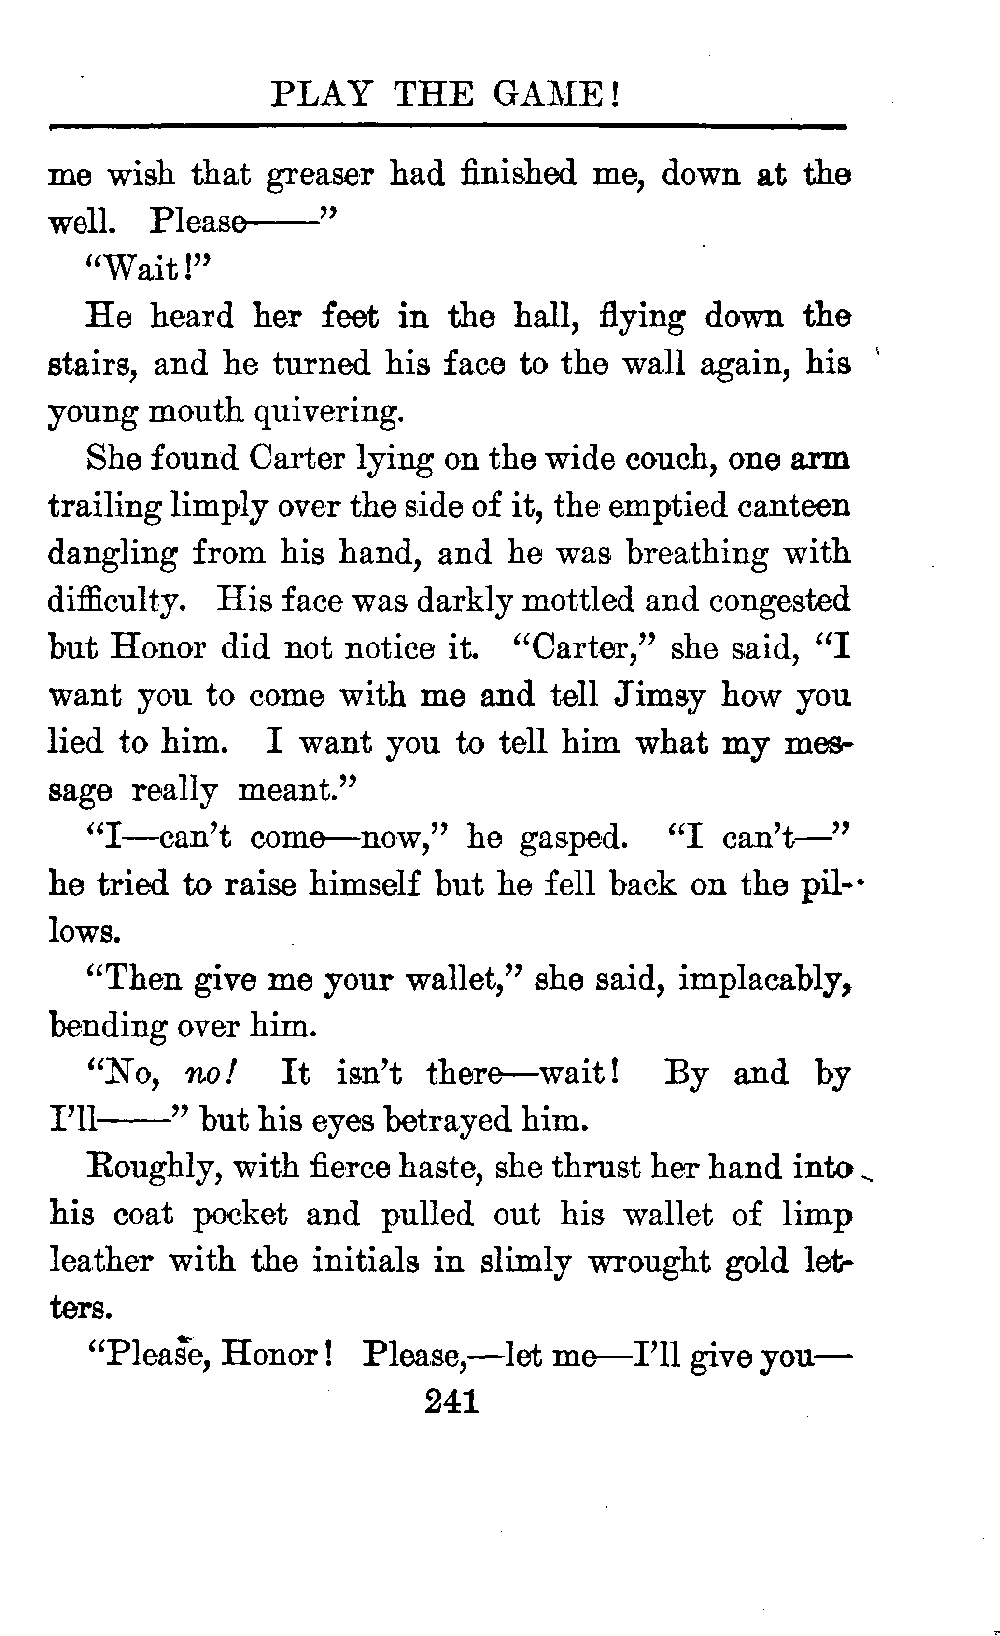 PLAY THE GAME!
me wish that greaser had finished me, down at the
well. Please——”
“Wait!”
He heard her feet in the hall, flying down the
stairs, and he turned his face to the wall again, his
young mouth quivering.
She found Carter lying on the wide couch, one arm
trailing limply over the side of it, the emptied canteen
dangling from his hand, and he was breathing with
difficulty. His face was darkly mottled and congested
but Honor did not notice it. “Carter,” she said, “I
want you to come with me and tell Jimsy how you
lied to him. I want you to tell him what my mes-
sage really meant.”
“I—can’t come—now,” he gasped. “I can’t—”
he tried to raise himself but he fell back on the pil-
lows.
“Then give me your wallet,” she said, implacably,
bending over him.
“No, no! It isn’t there—wait! By and by
I’ll——” but his eyes betrayed him.
Roughly, with fierce haste, she thrust her hand into
his coat pocket and pulled out his wallet of limp
leather with the initials in slimly wrought gold let-
ters.
“Please, Honor! Please,—let me—I’ll give you—
241